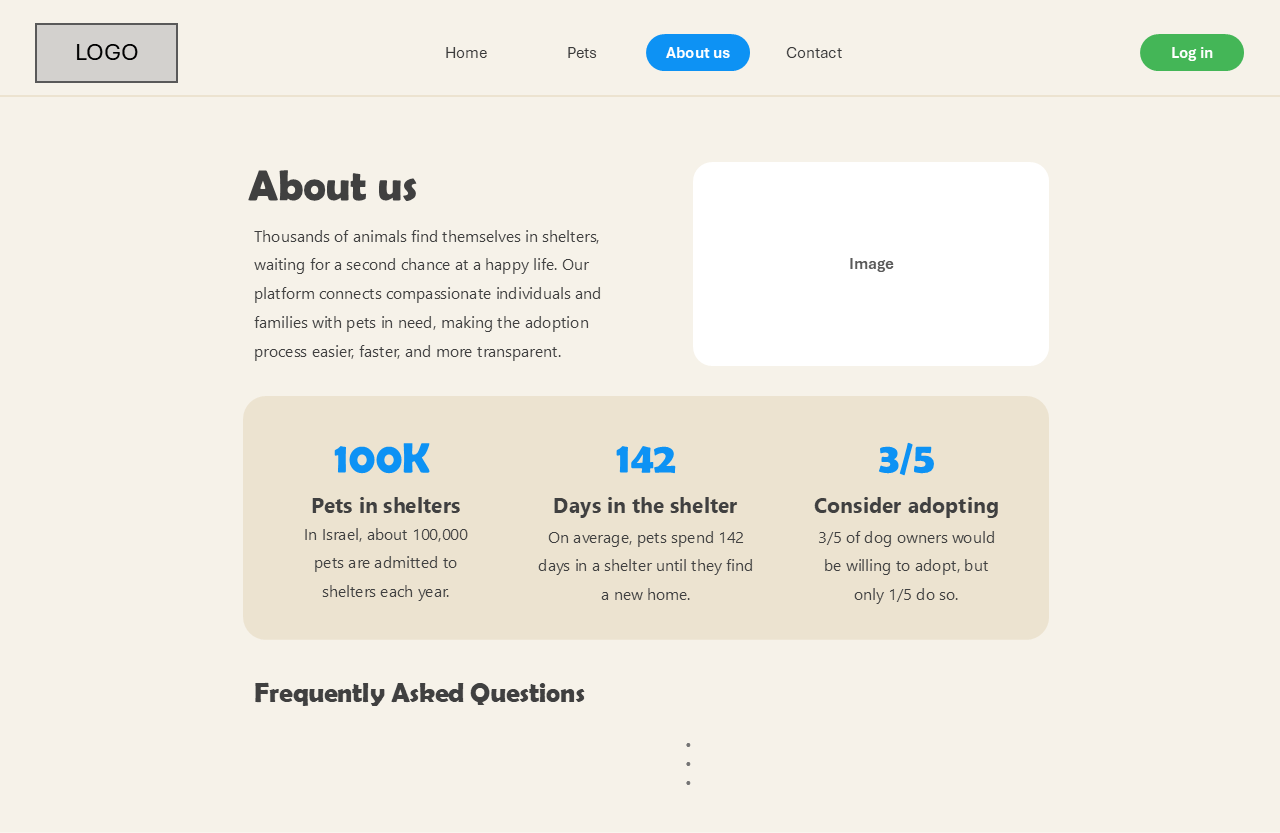 LOGO
Home
Pets
About us
Contact
Log in
About us
Thousands of animals find themselves in shelters,
waiting for a second chance at a happy life. Our
platform connects compassionate individuals and
families with pets in need, making the adoption
process easier, faster, and more transparent.
Image
100K
Pets in shelters
In Israel, about 100,000
pets are admitted to
shelters each year.
142
Days in the shelter
On average, pets spend 142
days in a shelter until they find
a new home.
3/5
Consider adopting
3/5 of dog owners would
be willing to adopt, but
only 1/5 do so.
Frequently Asked Questions